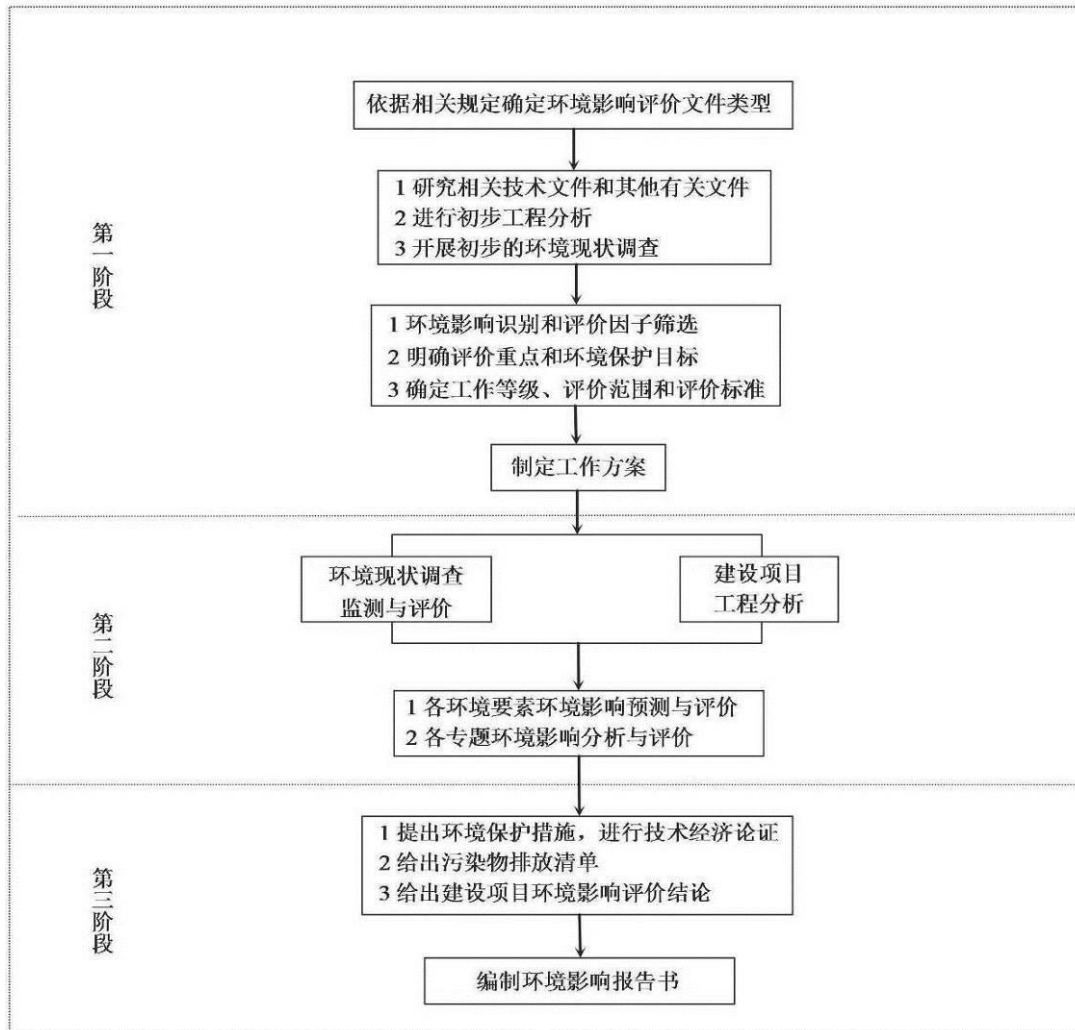 依据相关规定确定环境影响评价文件类型
第一阶段
1 研究相关技术文件和其他有关文件
2 进行初步工程分析
3 开展初步的环境现状调查
1 环境影响识别和评价因子筛选
2 明确评价重点和环境保护目标
3 确定工作等级、评价范围和评价标准
制定工作方案
第二阶段
环境现状调查
监测与评价
建设项目
工程分析
1 各环境要素环境影响预测与评价
2 各专题环境影响分析与评价
第三阶段
1 提出环境保护措施，进行技术经济论证
2 给出污染物排放清单
3 给出建设项目环境影响评价结论
编制环境影响报告书